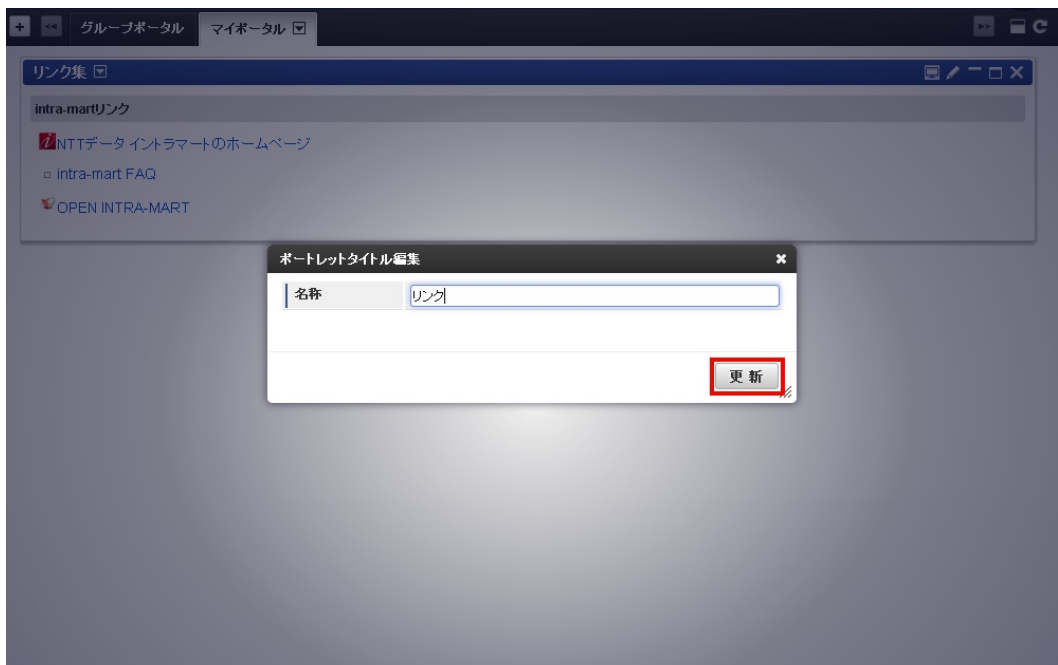 グループポータル マイポータル
リンク集
intra-martリンク
NTTデータ イントラマートのホームページ
intra-mart FAQ
OPEN INTRA-MART
ポートレットタイトル編集
名称 リンク
更新